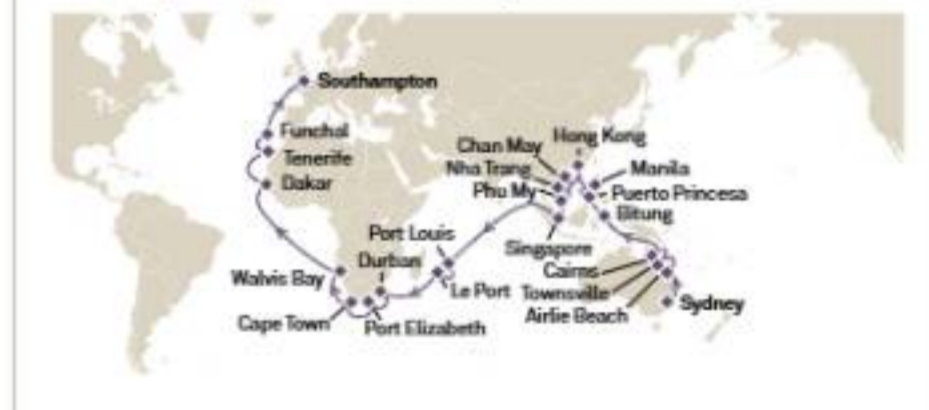 Southampton
Funchal
Tenerife
Dakar
Hong Kong
Chan May
Nha Trang
Phu My
Manila
Puerto Princesa
Bitung
Port Louis
Durban
Singapore
Cairns
Walvis Bay
Le Port
Townsville
Airlie Beach
Sydney
Cape Town
Port Elizabeth